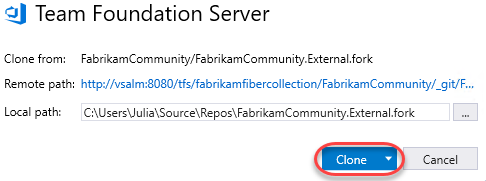 Team Foundation Server
Clone from: FabrikamCommunity/FabrikamCommunity.External.fork
Remote path: http://vsalm:8080/tfs/fabrikamfibercollection/FabrikamCommunity/_git/F...
Local path: C:\Users\Julia\Source\Repos\FabrikamCommunity.External.fork ...
Clone Cancel